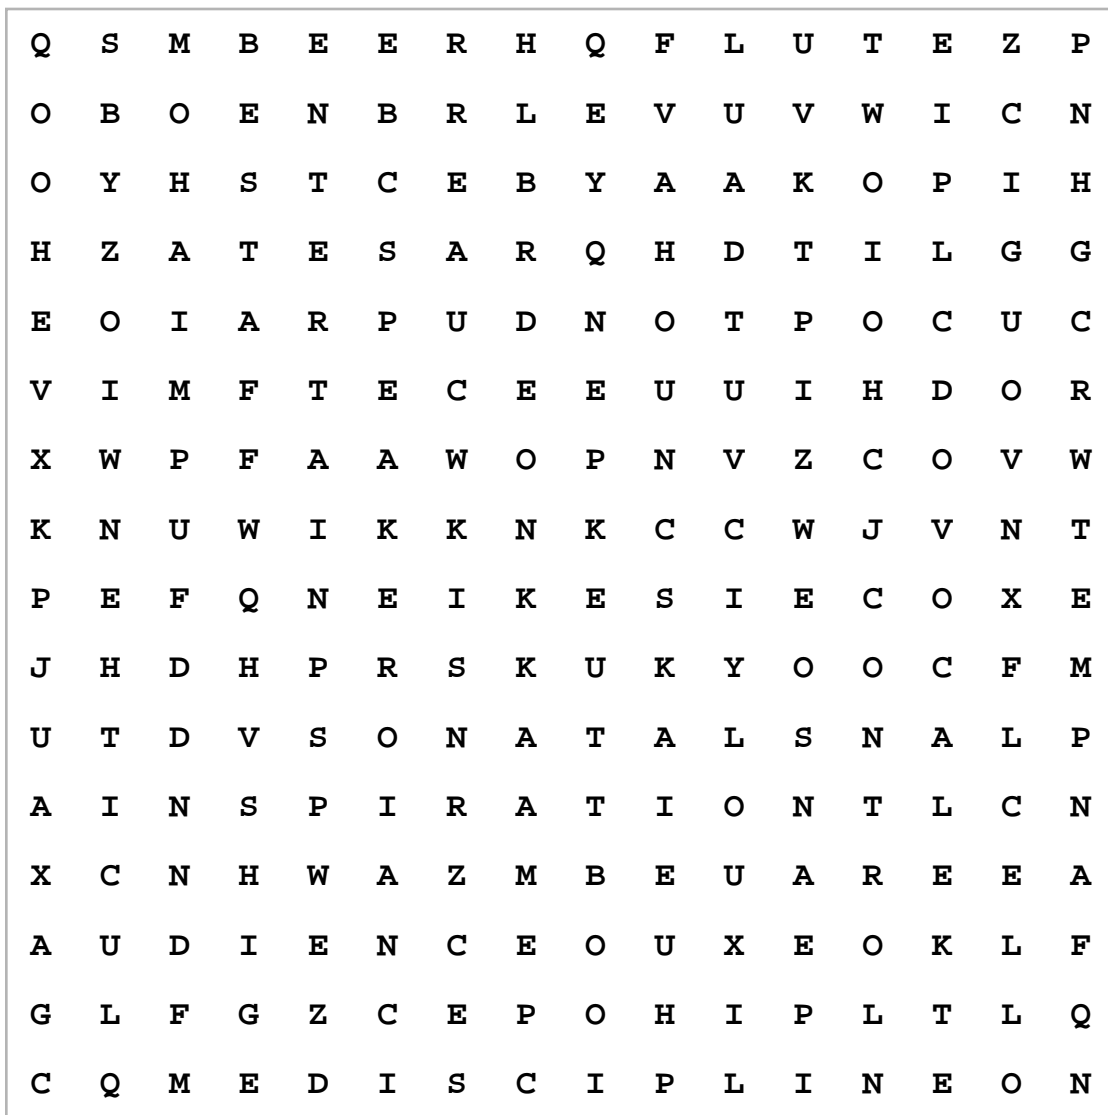 Q S M B E E R H Q F L U T E Z P
O B O E N B R L E V U V W I C N
O Y H S T C E B Y A A K O P I H
H Z A T E S A R Q H D T I L G G
E O I A R P U D N O T P O C U C
V I M F T E C E E U U I H D O R
X W P F A A W O P N V Z C O V W
K N U W I K K N K C C W J V N T
P E F Q N E I K E S I E C O X E
J H D H P R S K U K Y O O C F M
U T D V S O N A T A L S N A L P
A I N S P I R A T I O N T L C N
X C N H W A Z M B E U A R E E A
A U D I E N C E O U X E O K L F
G L F G Z C E P O H I P L T L Q
C Q M E D I S C I P L I N E O N